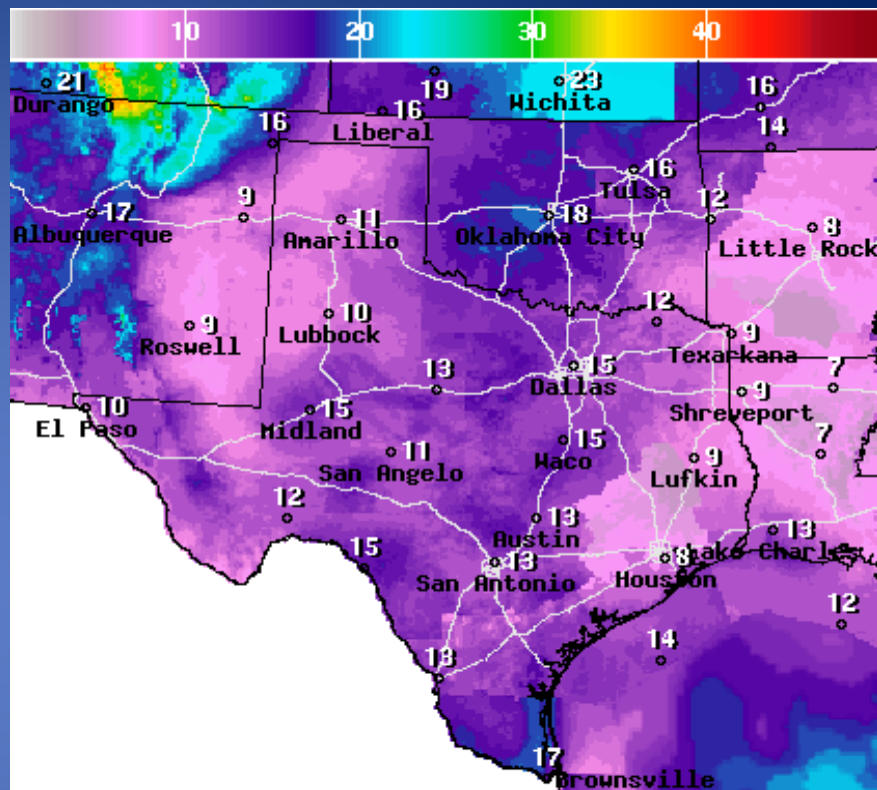 10 30 40
21 19 23
Durango Wichita
16 16
Liberal
16 14
16
Tulsa
17 9 11 18 12 8
Albuquerque Amarillo Oklahoma City Little Rock
9 10 12 9
Roswell Lubbock Texarkana
13 15 9 7
Dallas Shreveport
10 15
El Paso Midland
11 15 9 7
San Angelo Waco Lufkin
12 13 13
Austin Lake Charle
15 13 8
San Antonio Houston
12
14
13
17
Brownsville